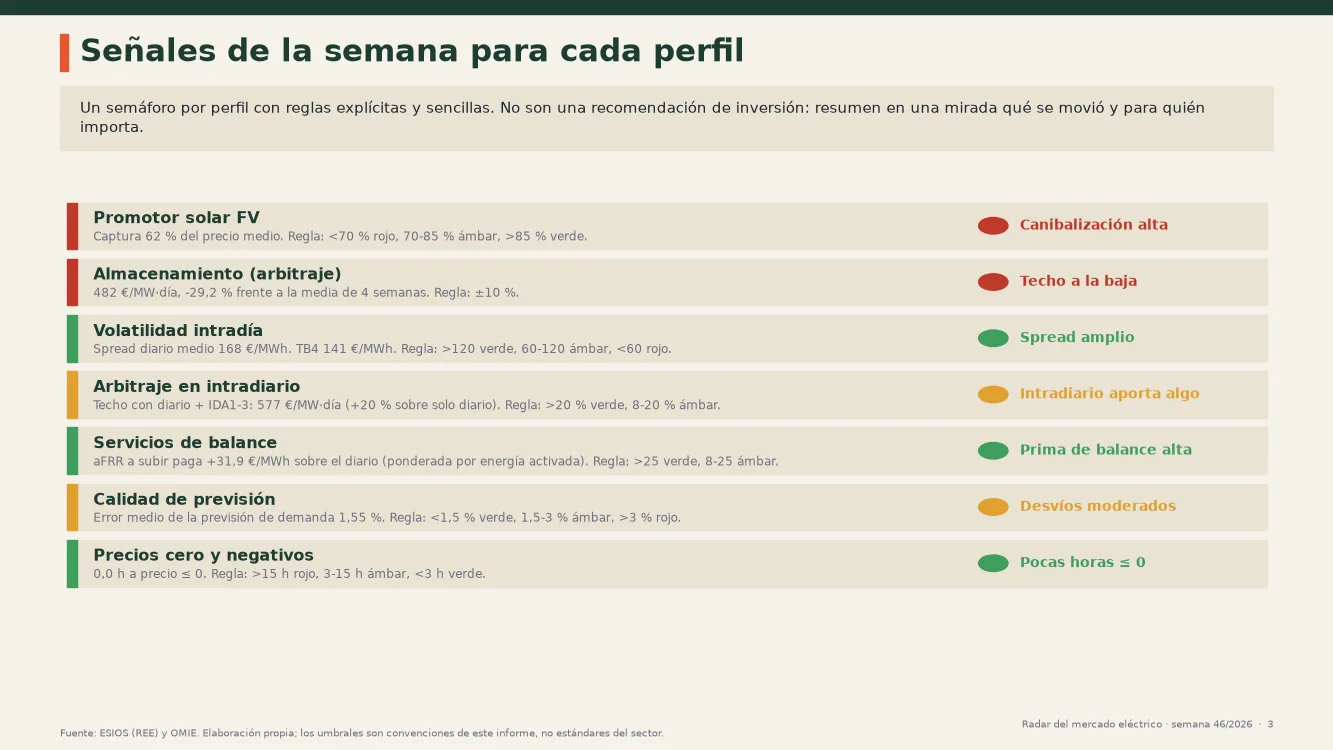 Señales de la semana para cada perfil
Un semáforo por perfil con reglas explícitas y sencillas. No son una recomendación de inversión: resumen en una mirada qué se movió y para quién
importa.
Promotor solar FV
Captura 62 % del precio medio. Regla: <70 % rojo, 70-85 % ámbar, >85 % verde.
Canibalización alta
Almacenamiento (arbitraje)
482 €/MW·día, -29,2 % frente a la media de 4 semanas. Regla: ±10 %.
Techo a la baja
Volatilidad intradía
Spread diario medio 168 €/MWh. TB4 141 €/MWh. Regla: >120 verde, 60-120 ámbar, <60 rojo.
Spread amplio
Arbitraje en intradiario
Techo con diario + IDA1-3: 577 €/MW·día (+20 % sobre solo diario). Regla: >20 % verde, 8-20 % ámbar.
Intradiario aporta algo
Servicios de balance
aFRR a subir paga +31,9 €/MWh sobre el diario (ponderada por energía activada). Regla: >25 verde, 8-25 ámbar.
Prima de balance alta
Calidad de previsión
Error medio de la previsión de demanda 1,55 %. Regla: <1,5 % verde, 1,5-3 % ámbar, >3 % rojo.
Desvíos moderados
Precios cero y negativos
0,0 h a precio ≤ 0. Regla: >15 h rojo, 3-15 h ámbar, <3 h verde.
Pocas horas ≤ 0
Fuente: ESIOS (REE) y OMIE. Elaboración propia; los umbrales son convenciones de este informe, no estándares del sector.
Radar del mercado eléctrico · semana 46/2026 · 3